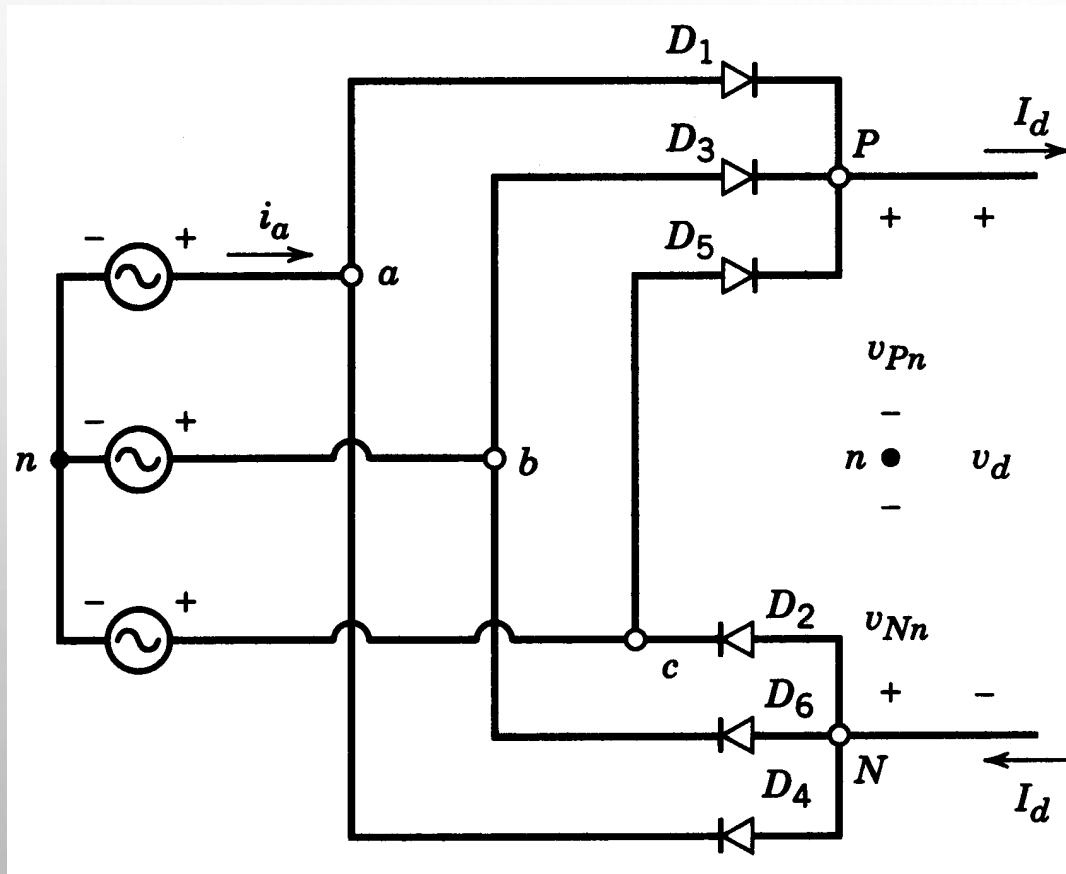 D1
D3
P
Id
- + ia
D5
+ +
a
vPn
- +
-
n
b
n
vd
-
- +
D2
vNn
c
D6
+ -
N
D4
Id